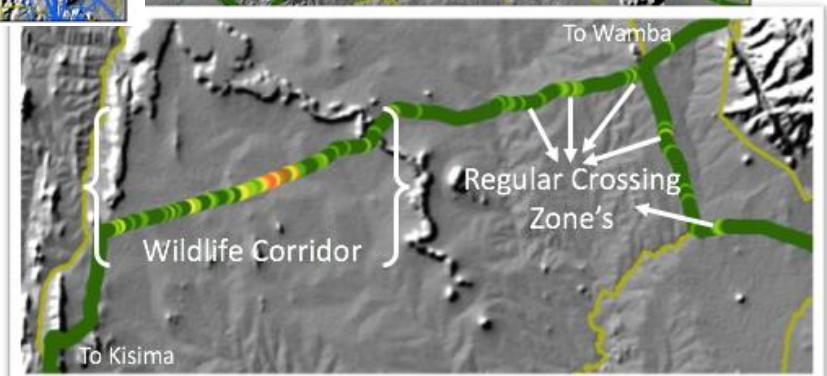 To Wamba
Regular Crossing
Zone's
Wildlife Corridor
To Kisima